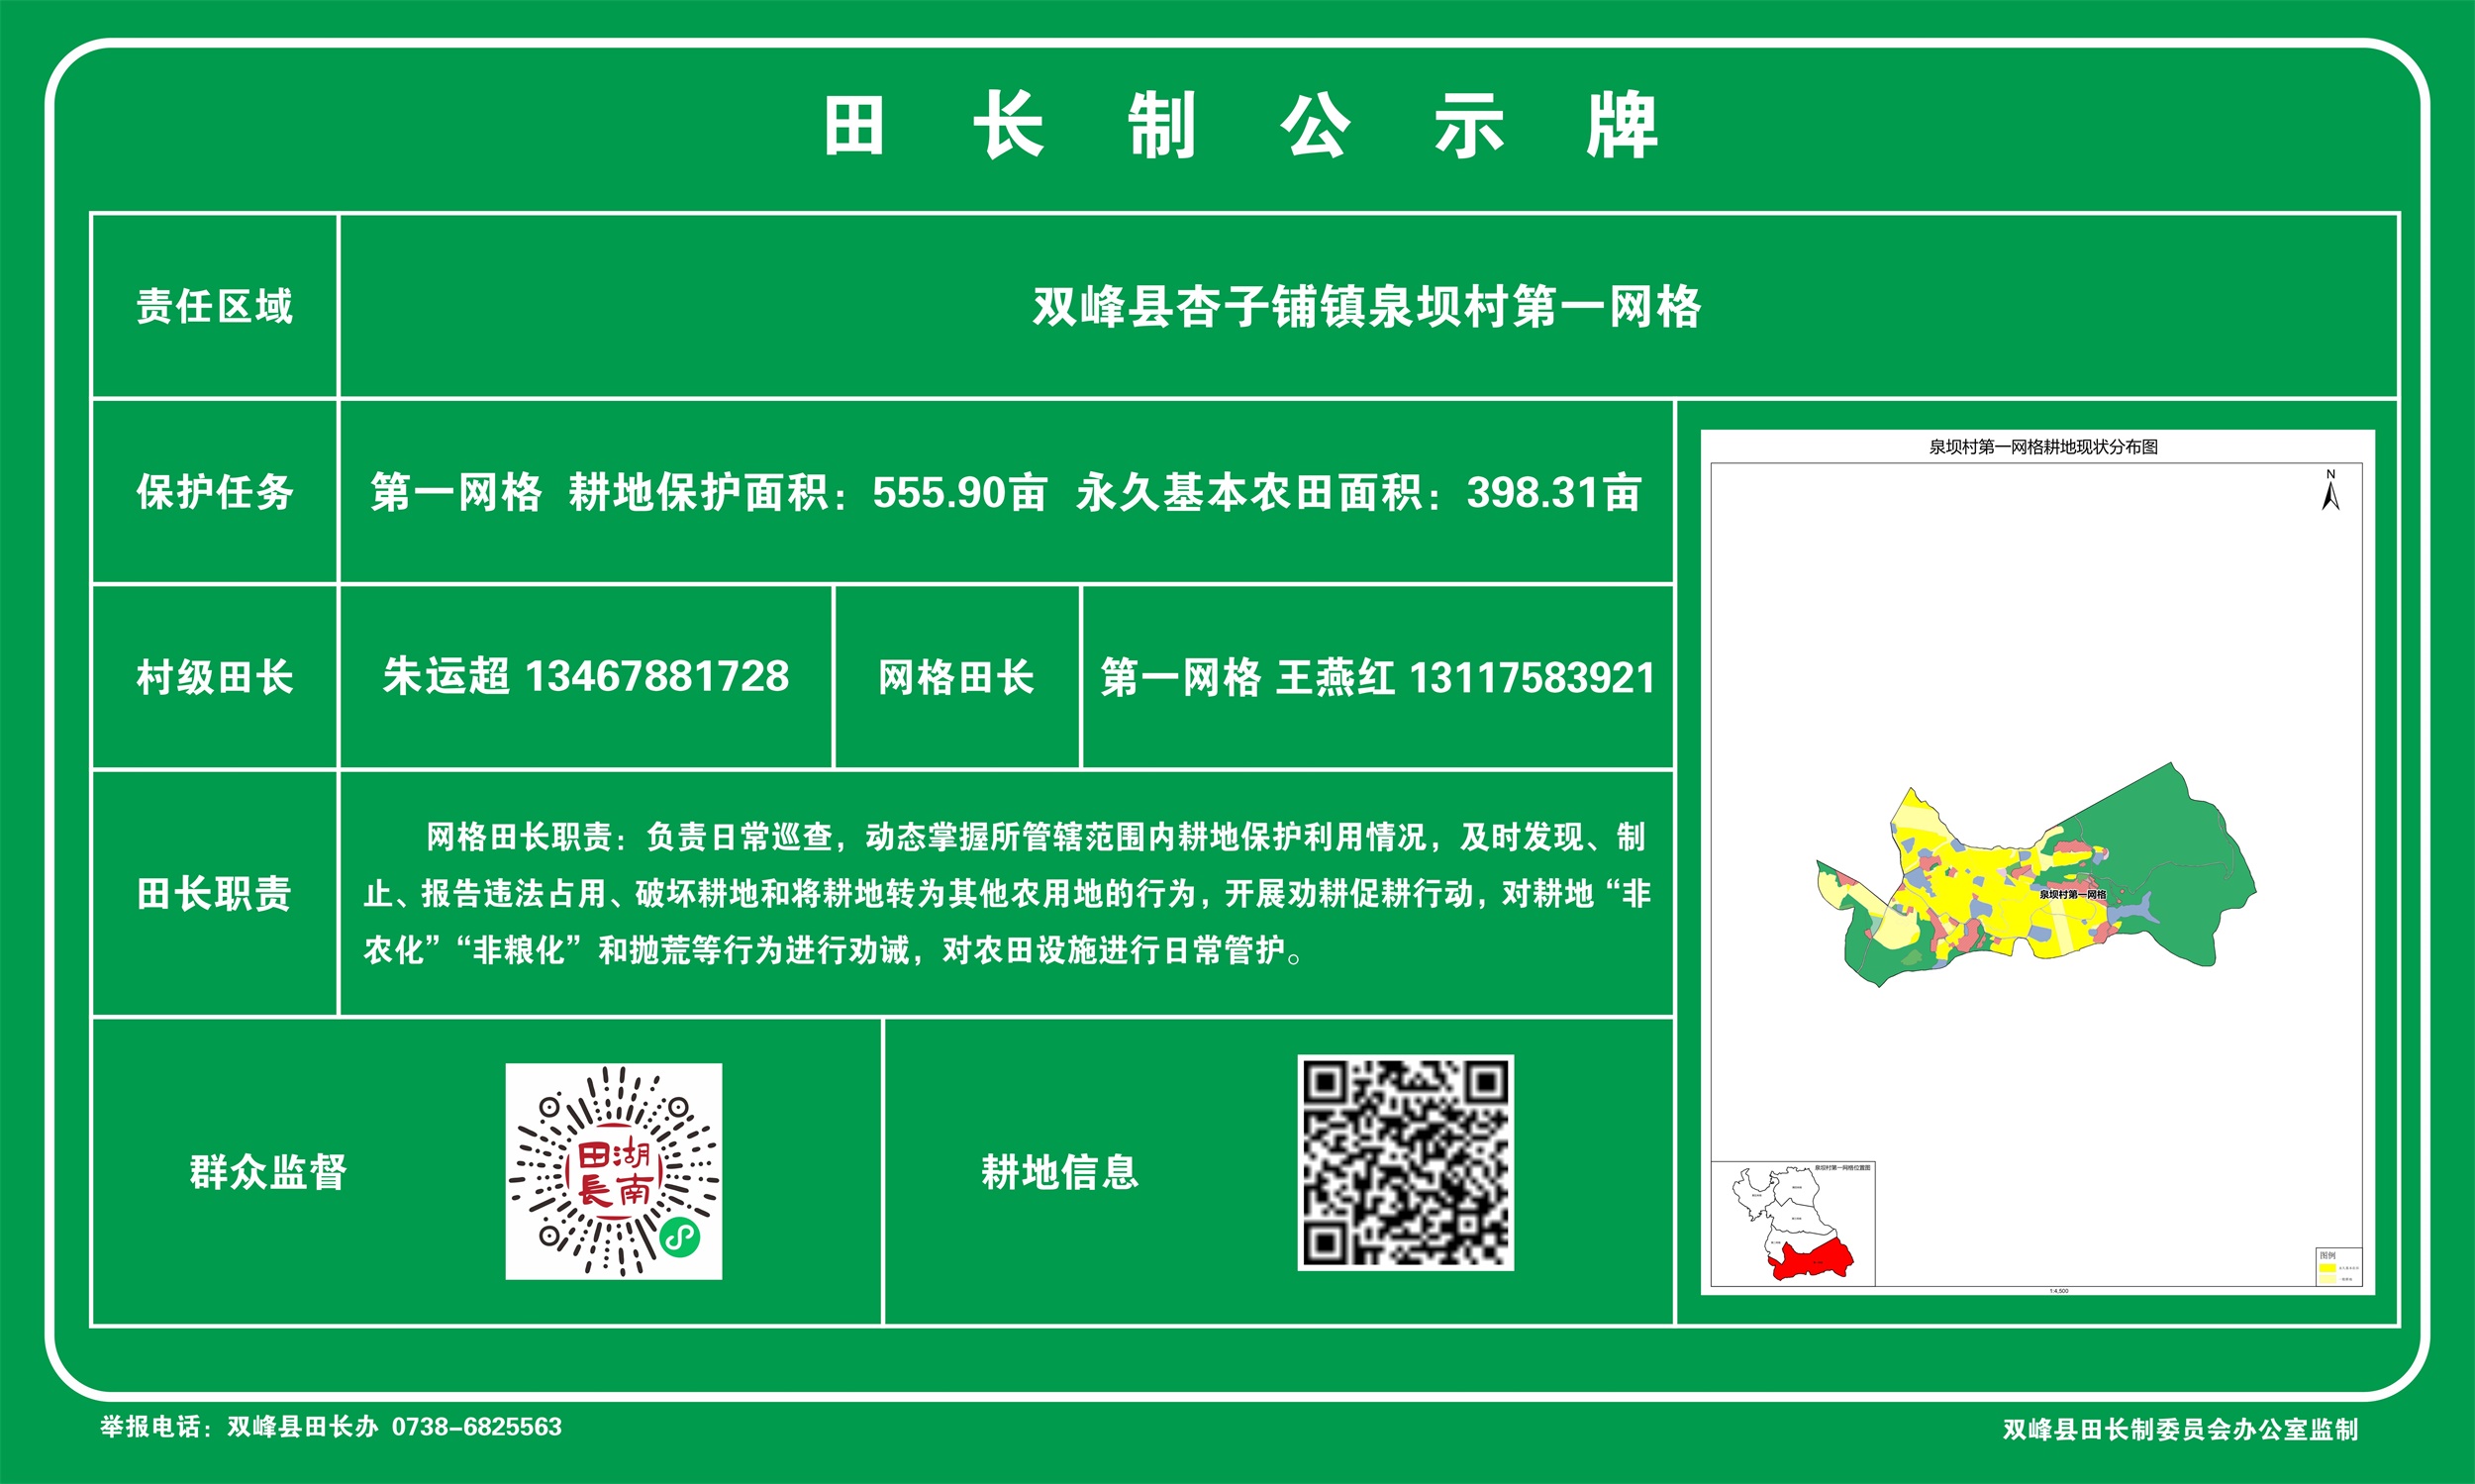 田长制公示牌
责任区域
双峰县杏子铺镇泉坝村第一网格
保护任务
第一网格 耕地保护面积：555.90亩 永久基本农田面积：398.31亩
村级田长
朱运超 13467881728
网格田长
第一网格 王燕红 13117583921
田长职责
网格田长职责：负责日常巡查，动态掌握所管辖范围内耕地保护利用情况，及时发现、制
止、报告违法占用、破坏耕地和将耕地转为其他农用地的行为，开展劝耕促耕行动，对耕地“非
农化”“非粮化”和抛荒等行为进行劝诫，对农田设施进行日常管护。
群众监督
湖南
田長
耕地信息
泉坝村第一网格耕地现状分布图
N
泉坝村第一网格
泉坝村第一网格位置图
图例
1:4,500
举报电话：双峰县田长办 0738-6825563
双峰县田长制委员会办公室监制